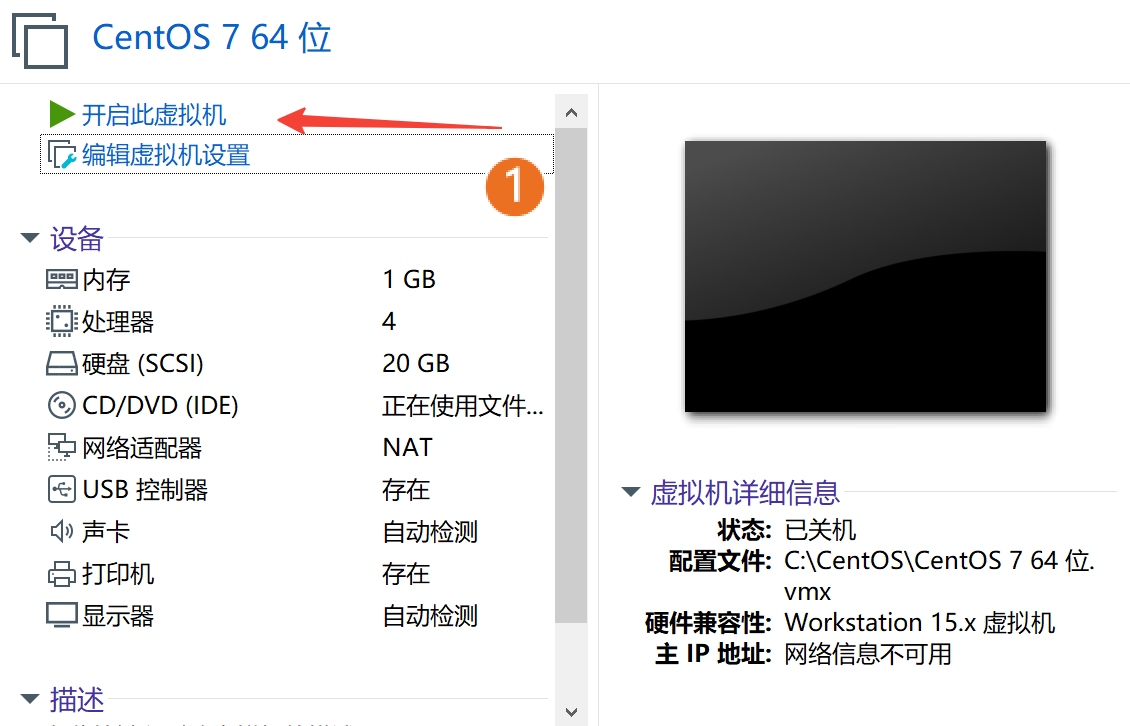 CentOS 7 64 位
开启此虚拟机
编辑虚拟机设置
1
设备
内存 1 GB
处理器 4
硬盘 (SCSI) 20 GB
CD/DVD (IDE) 正在使用文件...
网络适配器 NAT
USB 控制器 存在
声卡 自动检测
打印机 存在
显示器 自动检测
描述
虚拟机详细信息
状态: 已关机
配置文件: C:\CentOS\CentOS 7 64 位.
vmx
硬件兼容性: Workstation 15.x 虚拟机
主 IP 地址: 网络信息不可用